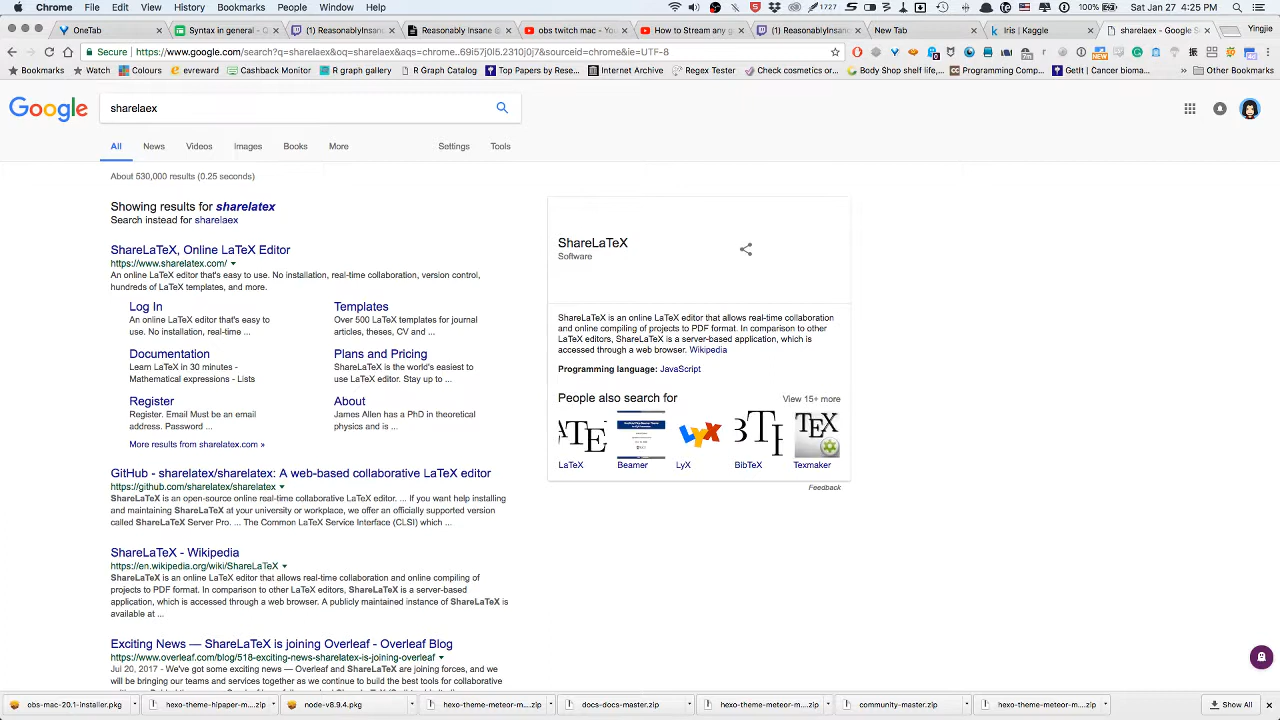 Chrome File Edit View History Bookmarks People Window Help 1727 100% Sat Jan 27 4:25 PM
OneTab Syntax in general - G (1) Reasonably Insane Reasonably Insane G obs twitch mac - You How to Stream any g (1) Reasonably Insane New Tab Iris | Kaggle sharelaex - Google S Yingjie
Secure https://www.google.com/search?q=sharelaex&oq=sharelaex&aqs=chrome..69i57j0l5.2310j0j7&sourceid=chrome&ie=UTF-8
Bookmarks Watch Colors evreward Cashback Monitor R graph gallery R Graph Catalog Top Papers by Rese... Internet Archive Regex Tester Check cosmetics or... Body Shop shelf life,... Programming Comp... GetIt | Cancer bioma... » Other Bookmarks
Google sharelaex
All News Videos Images Books More Settings Tools
About 530,000 results (0.25 seconds)
Showing results for sharelatex
Search instead for sharelaex
ShareLaTeX, Online LaTeX Editor
https://www.sharelatex.com/
An online LaTeX editor that's easy to use. No installation, real-time collaboration, version control,
hundreds of LaTeX templates, and more.
Log In
An online LaTeX editor that's easy to
use. No installation, real-time ...
Templates
Over 500 LaTeX templates for journal
articles, theses, CV and ...
Documentation
Learn LaTeX in 30 minutes -
Mathematical expressions - Lists
Plans and Pricing
ShareLaTeX is the world's easiest to
use LaTeX editor. Stay up to ...
Register
Register. Email Must be an email
address. Password ...
About
James Allen has a PhD in theoretical
physics and is ...
More results from sharelatex.com »
GitHub - sharelatex/sharelatex: A web-based collaborative LaTeX editor
https://github.com/sharelatex/sharelatex
ShareLaTeX is an open-source online real-time collaborative LaTeX editor. ... If you want help installing
and maintaining ShareLaTeX at your university or workplace, we offer an officially supported version
called ShareLaTeX Server Pro. ... The Common LaTeX Service Interface (CLSI) which ...
ShareLaTeX - Wikipedia
https://en.wikipedia.org/wiki/ShareLaTeX
ShareLaTeX is an online LaTeX editor that allows real-time collaboration and online compiling of
projects to PDF format. In comparison to other LaTeX editors, ShareLaTeX is a server-based
application, which is accessed through a web browser. A publicly maintained instance of ShareLaTeX is
available at ...
Exciting News — ShareLaTeX is joining Overleaf - Overleaf Blog
https://www.overleaf.com/blog/518-exciting-news-sharelatex-is-joining-overleaf
Jul 20, 2017 - We've got some exciting news — Overleaf and ShareLaTeX are joining forces, and we
will be bringing our teams and services together as we continue to build the best tools for collaborative
ShareLaTeX
Software
ShareLaTeX is an online LaTeX editor that allows real-time collaboration
and online compiling of projects to PDF format. In comparison to other
LaTeX editors, ShareLaTeX is a server-based application, which is
accessed through a web browser. Wikipedia
Programming language: JavaScript
People also search for View 15+ more
LaTeX Beamer LyX BibTeX Texmaker
Feedback
obs-mac-20.1-installer.pkg hexo-theme-hipaper-m....zip node-v8.9.4.pkg hexo-theme-meteor-m....zip docs-docs-master.zip hexo-theme-meteor-m....zip community-master.zip hexo-theme-meteor-m....zip Show All